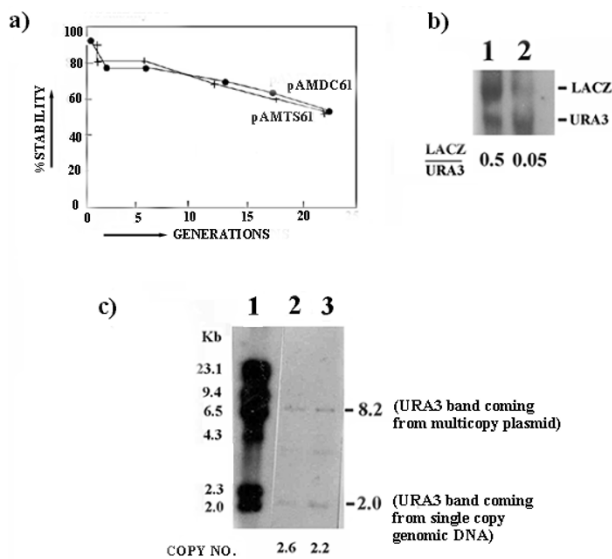 a)
100
80
60
40
20
0
%STABILITY
pAMDC61
pAMTS61
0 5 10 15 20
GENERATIONS
b)
1 2
LACZ
URA3
LACZ
URA3
0.5 0.05
c)
1 2 3
Kb
23.1
9.4
6.5
4.3
2.3
2.0
8.2 (URA3 band coming
from multicopy plasmid)
2.0 (URA3 band coming
from single copy
genomic DNA)
COPY NO. 2.6 2.2